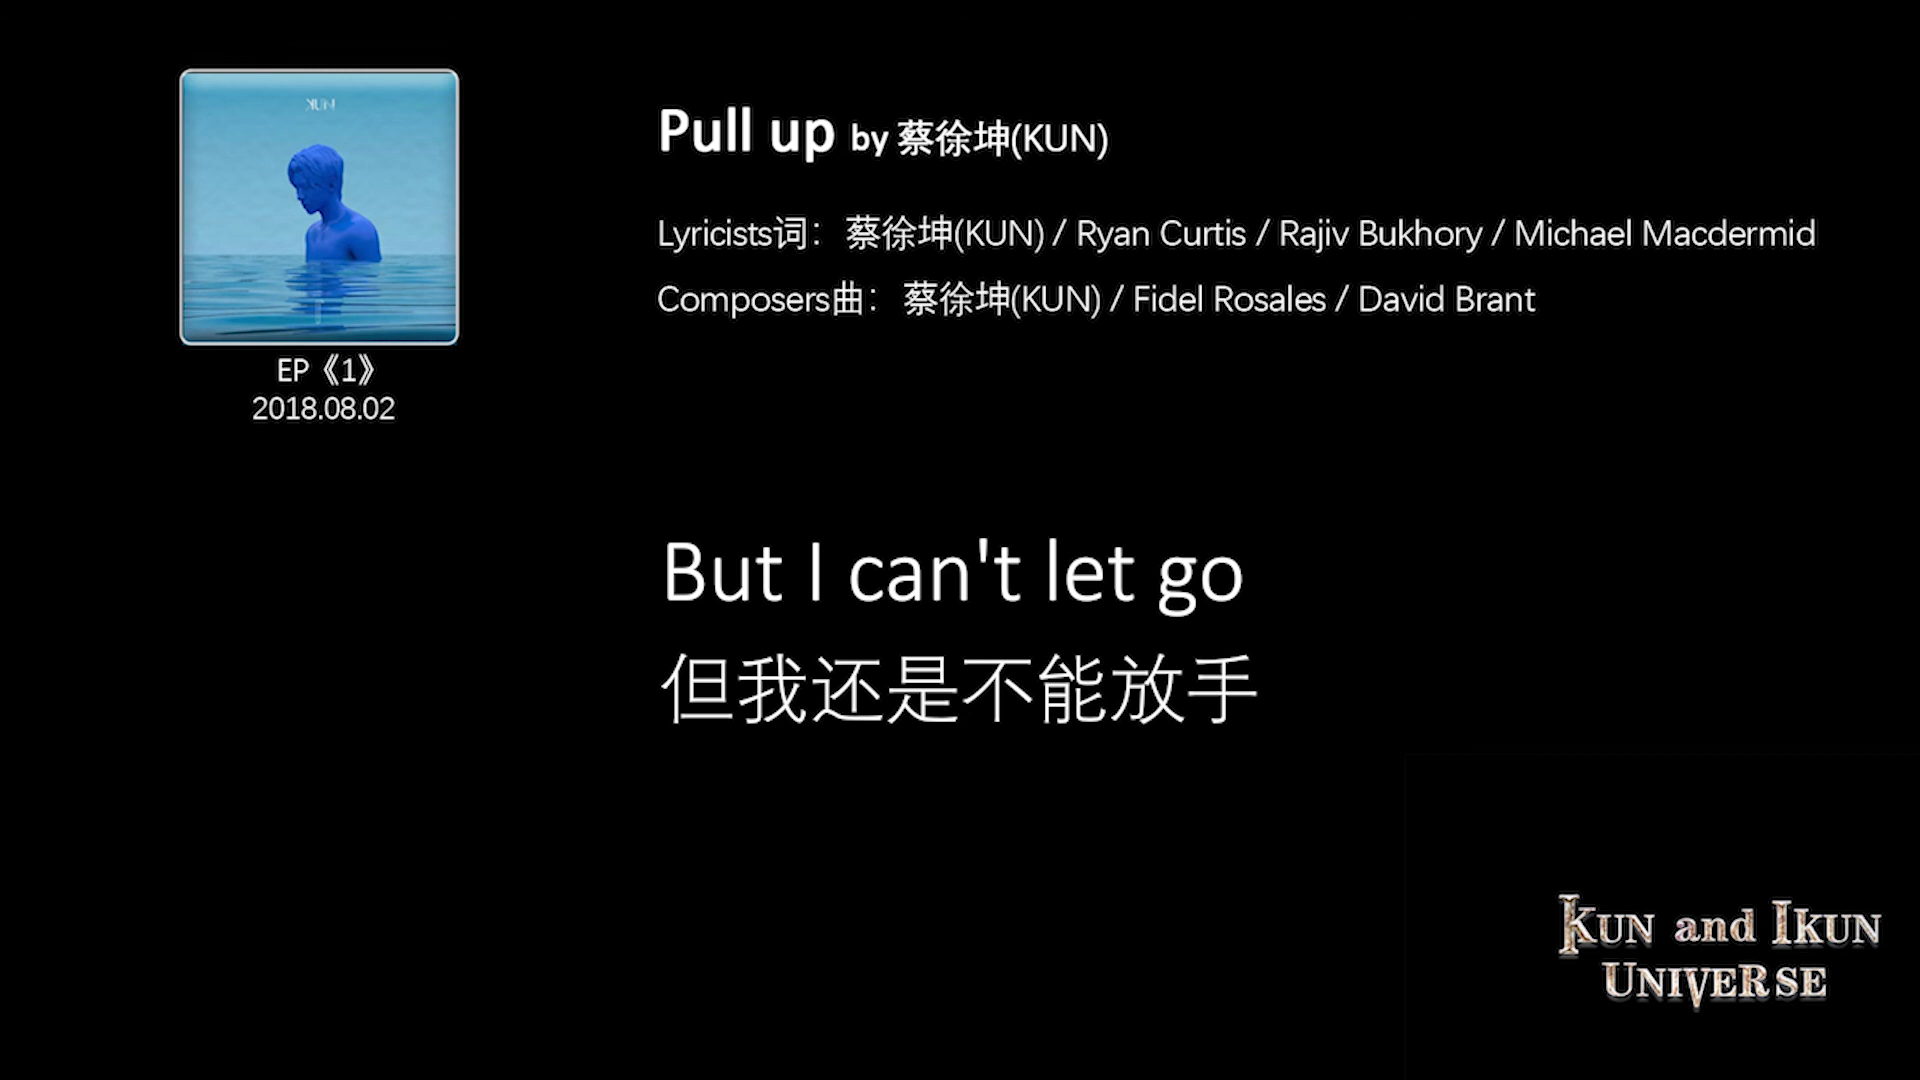 KUN
EP《1》
2018.08.02
Pull up by 蔡徐坤(KUN)
Lyricists词：蔡徐坤(KUN) / Ryan Curtis / Rajiv Bukhory / Michael Macdermid
Composers曲：蔡徐坤(KUN) / Fidel Rosales / David Brant
But I can't let go
但我还是不能放手
KUN and IKUN
UNIVERSE